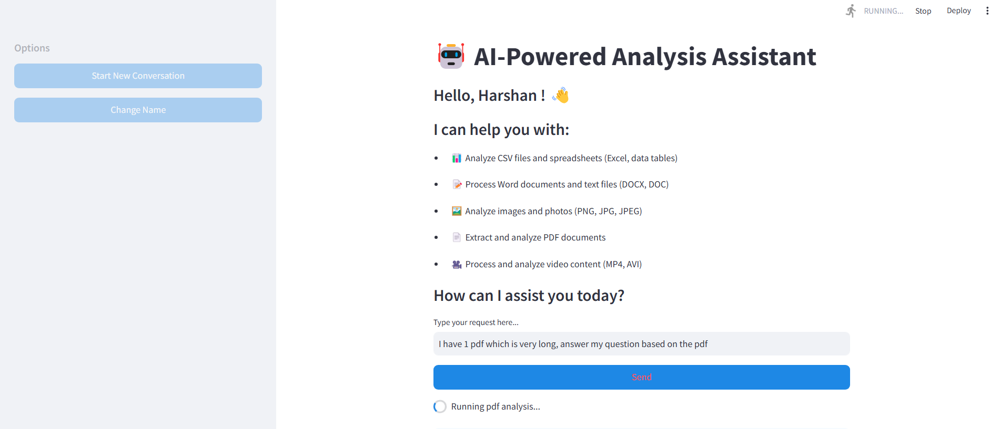 RUNNING...
Stop
Deploy
Options
Start New Conversation
Change Name
AI-Powered Analysis Assistant
Hello, Harshan !
I can help you with:
Analyze CSV files and spreadsheets (Excel, data tables)
Process Word documents and text files (DOCX, DOC)
Analyze images and photos (PNG, JPG, JPEG)
Extract and analyze PDF documents
Process and analyze video content (MP4, AVI)
How can I assist you today?
Type your request here...
I have 1 pdf which is very long, answer my question based on the pdf
Send
Running pdf analysis...